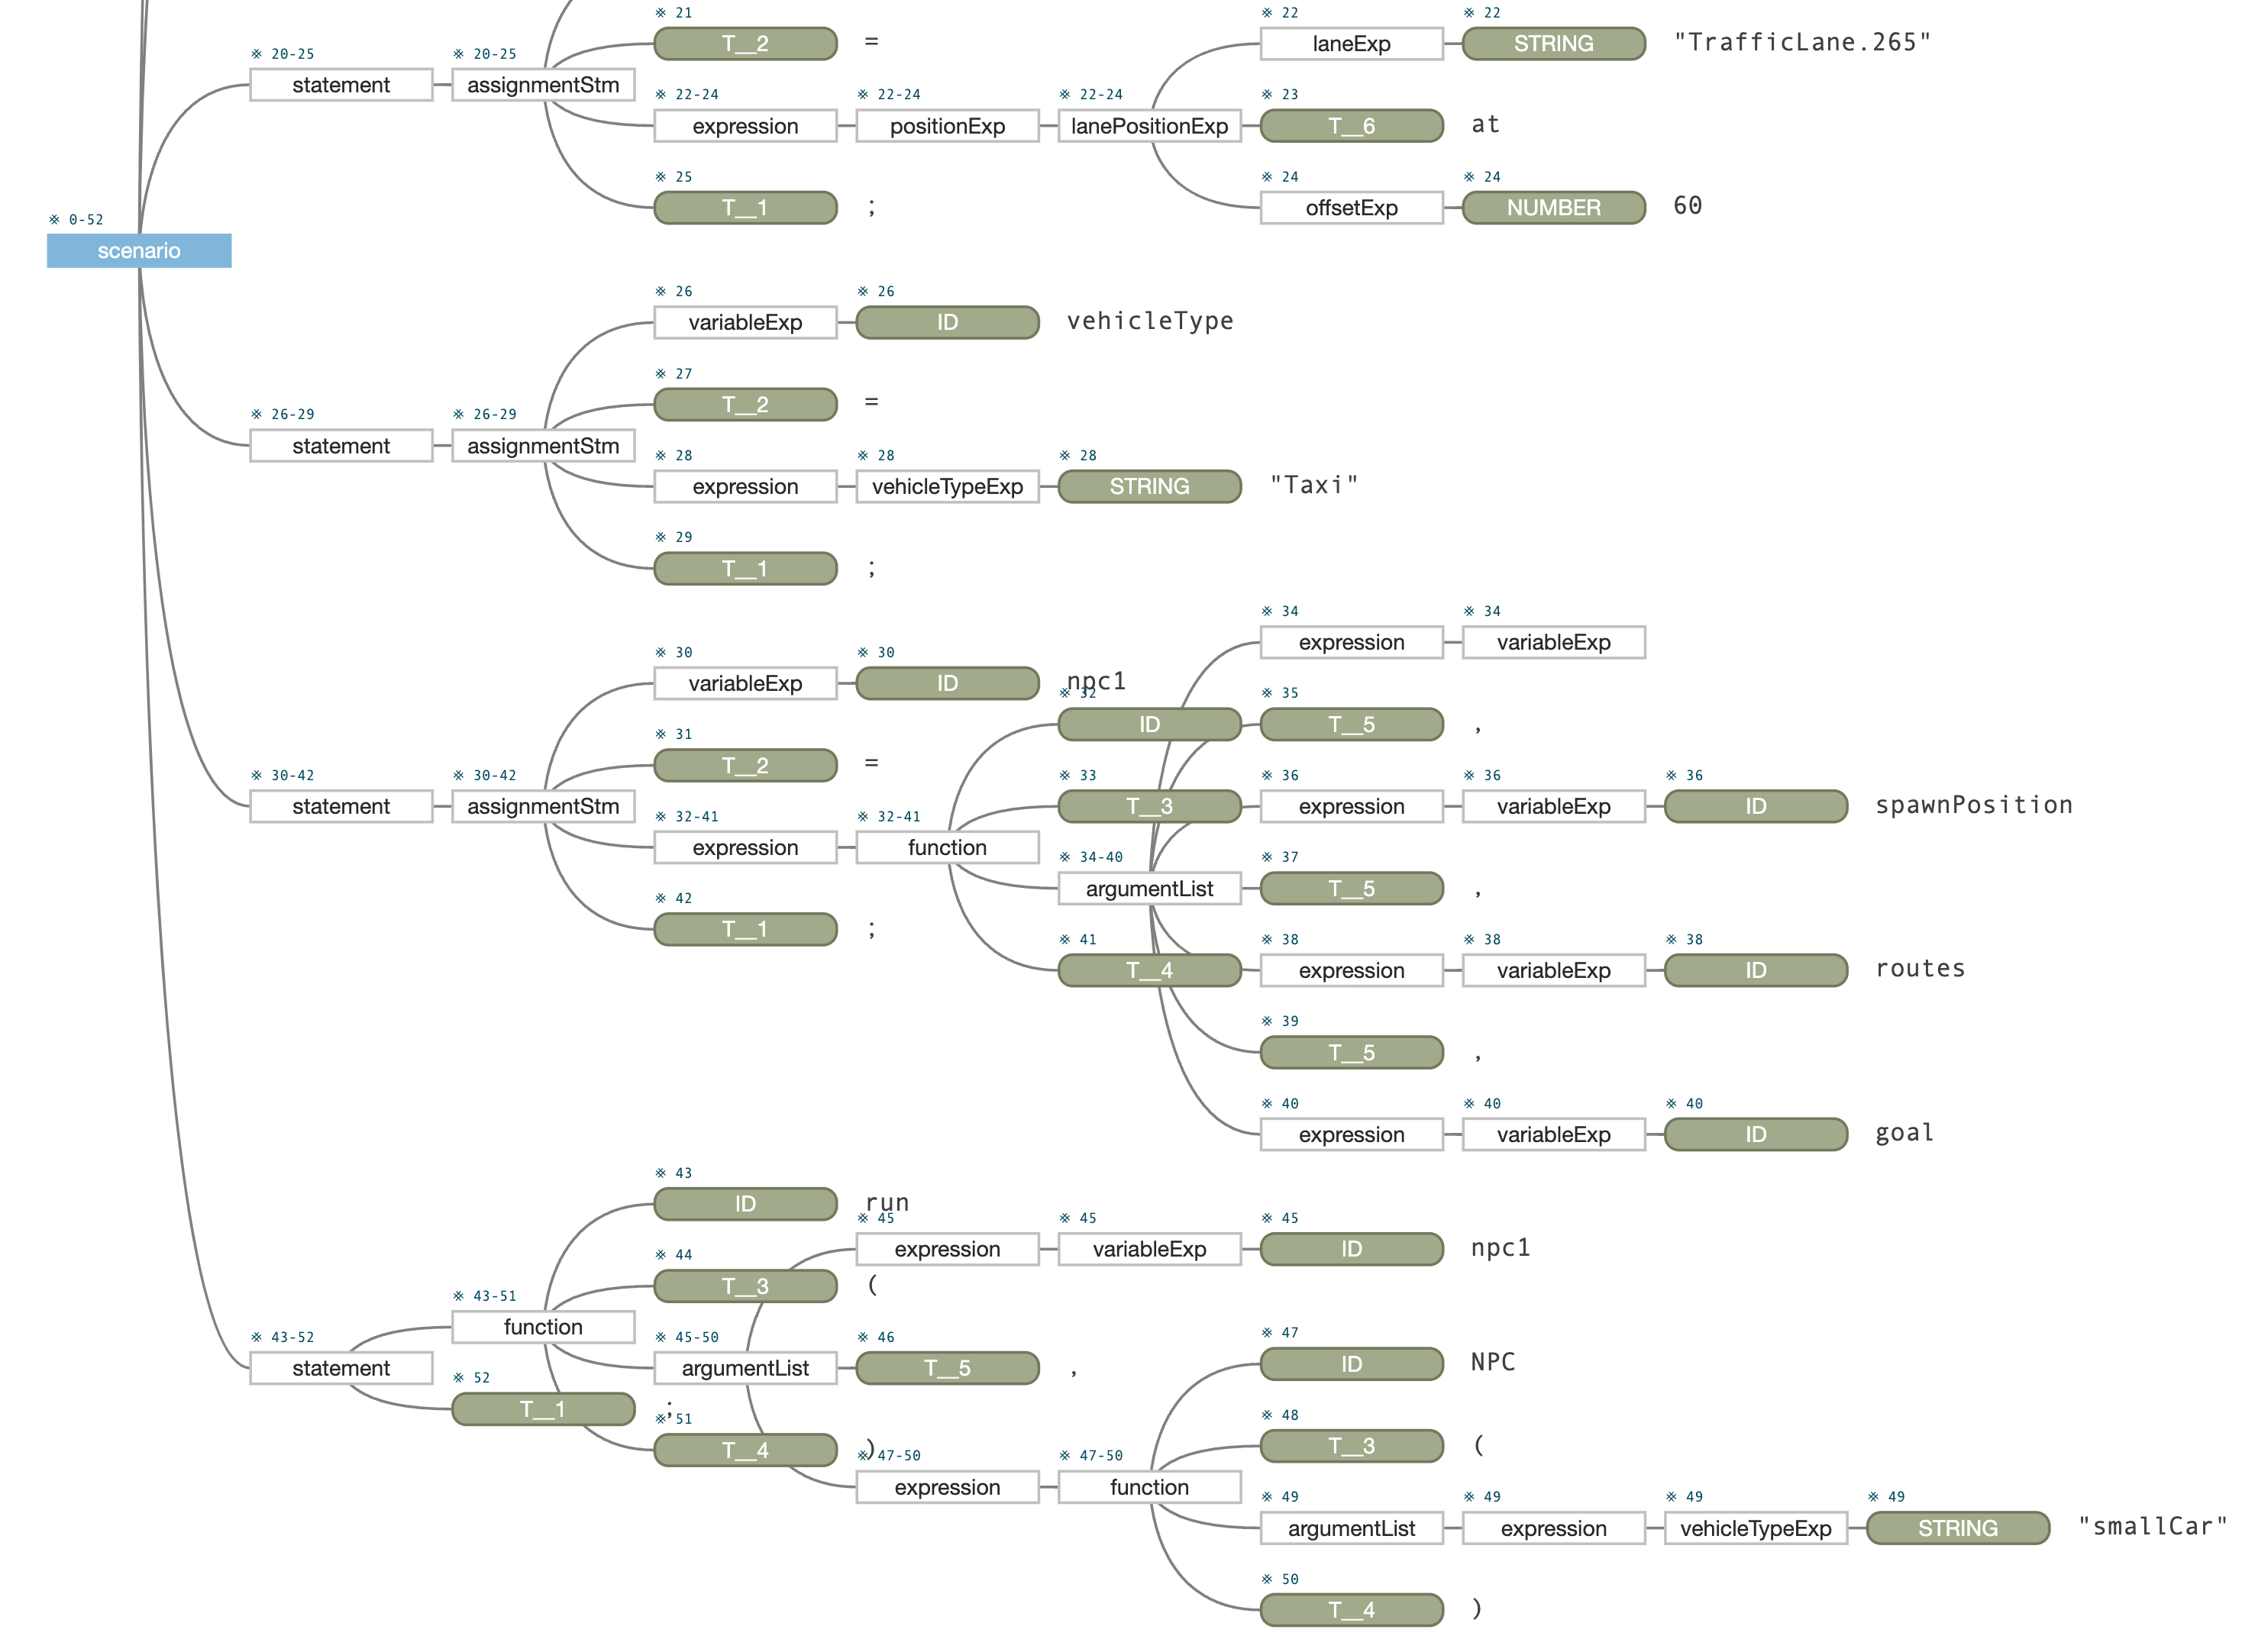 ※ 21
T__2 =
※ 22 ※ 22
laneExp STRING "TrafficLane.265"
※ 20-25 ※ 20-25
statement assignmentStm
※ 22-24 ※ 22-24 ※ 22-24 ※ 23
expression positionExp lanePositionExp T__6 at
※ 25 ※ 24 ※ 24
T__1 ; offsetExp NUMBER 60
※ 0-52
scenario
※ 26 ※ 26
variableExp ID vehicleType
※ 27
T__2 =
※ 26-29 ※ 26-29
statement assignmentStm
※ 28 ※ 28 ※ 28
expression vehicleTypeExp STRING "Taxi"
※ 29
T__1 ;
※ 34 ※ 34
expression variableExp
※ 30 ※ 30
variableExp ID npc1
※ 32 ※ 35
ID T__5 ,
※ 31
T__2 =
※ 30-42 ※ 30-42
statement assignmentStm
※ 33 ※ 36 ※ 36 ※ 36
T__3 expression variableExp ID spawnPosition
※ 32-41 ※ 32-41
expression function
※ 34-40 ※ 37
argumentList T__5 ,
※ 42
T__1 ;
※ 41 ※ 38 ※ 38 ※ 38
T__4 expression variableExp ID routes
※ 39
T__5 ,
※ 40 ※ 40 ※ 40
expression variableExp ID goal
※ 43
ID run
※ 45 ※ 45 ※ 45
expression variableExp ID npc1
※ 44
T__3 (
※ 43-51
function
※ 43-52
statement
※ 45-50 ※ 46
argumentList T__5 ,
※ 47
ID NPC
※ 52
T__1 ;
※ 51
T__4 )
※ 48
T__3 (
※ 47-50 ※ 47-50
expression function
※ 49 ※ 49 ※ 49 ※ 49
argumentList expression vehicleTypeExp STRING "smallCar"
※ 50
T__4 )